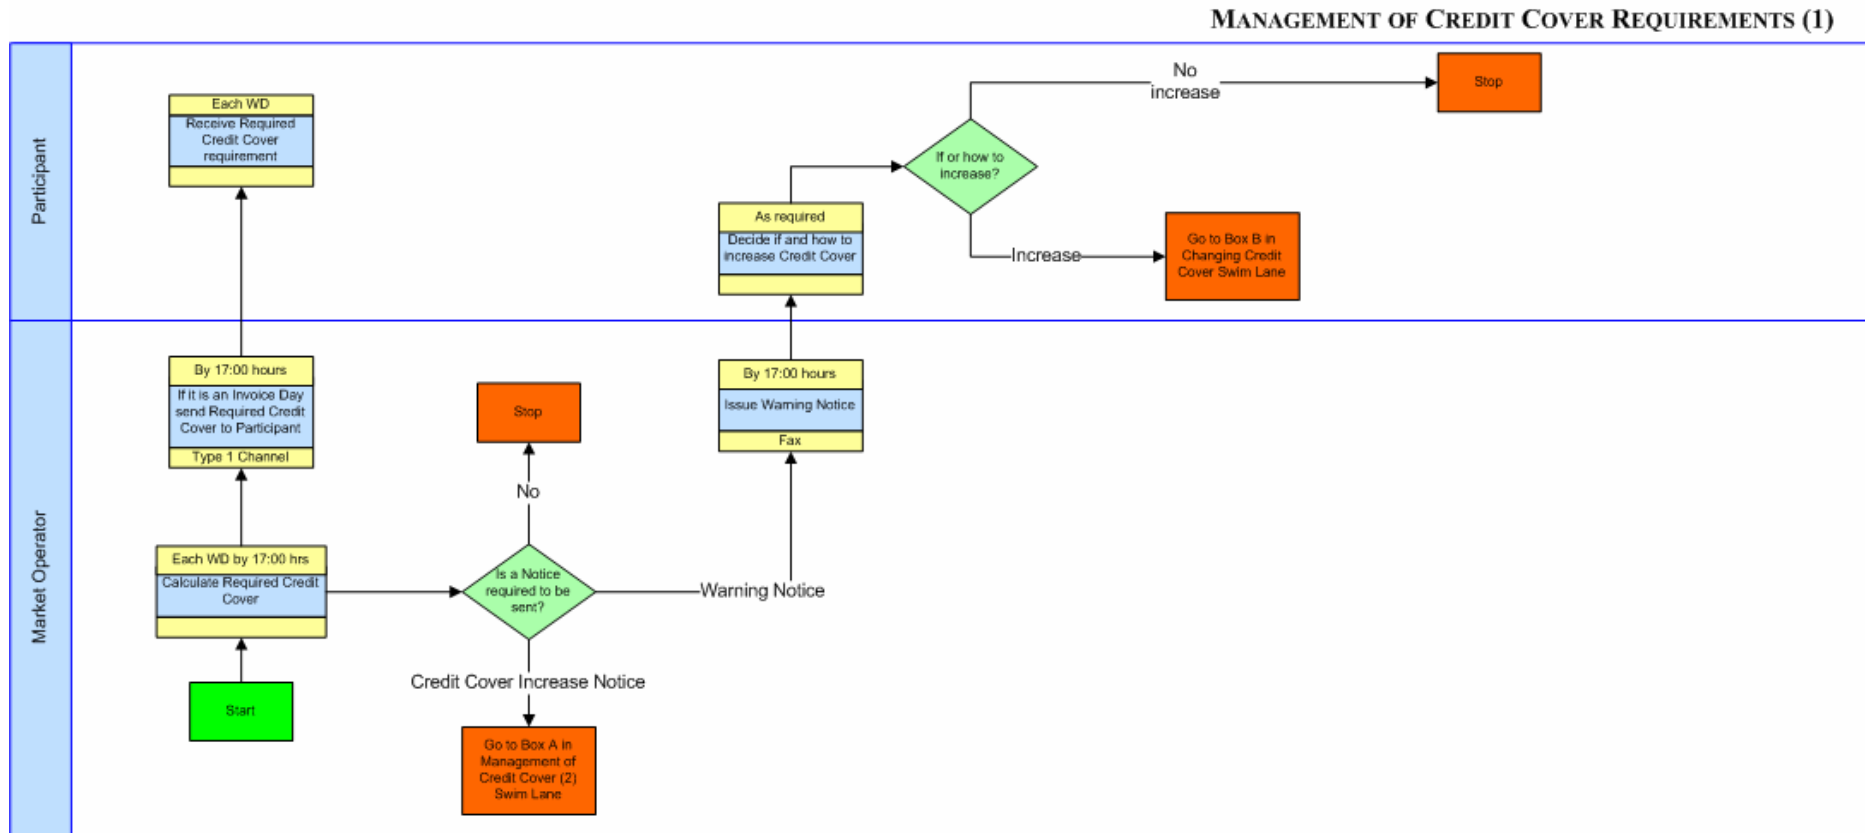 MANAGEMENT OF CREDIT COVER REQUIREMENTS (1)
Participant
Each WD
Receive Required
Credit Cover
requirement
No
increase
Stop
If or how to
increase?
As required
Decide if and how to
increase Credit Cover
Increase
Go to Box B in
Changing Credit
Cover Swim Lane
Market Operator
By 17:00 hours
If it is an Invoice Day
send Required Credit
Cover to Participant
Type 1 Channel
Stop
By 17:00 hours
Issue Warning Notice
Fax
No
Each WD by 17:00 hrs
Calculate Required Credit
Cover
Is a Notice
required to be
sent?
Warning Notice
Credit Cover Increase Notice
Start
Go to Box A in
Management of
Credit Cover (2)
Swim Lane